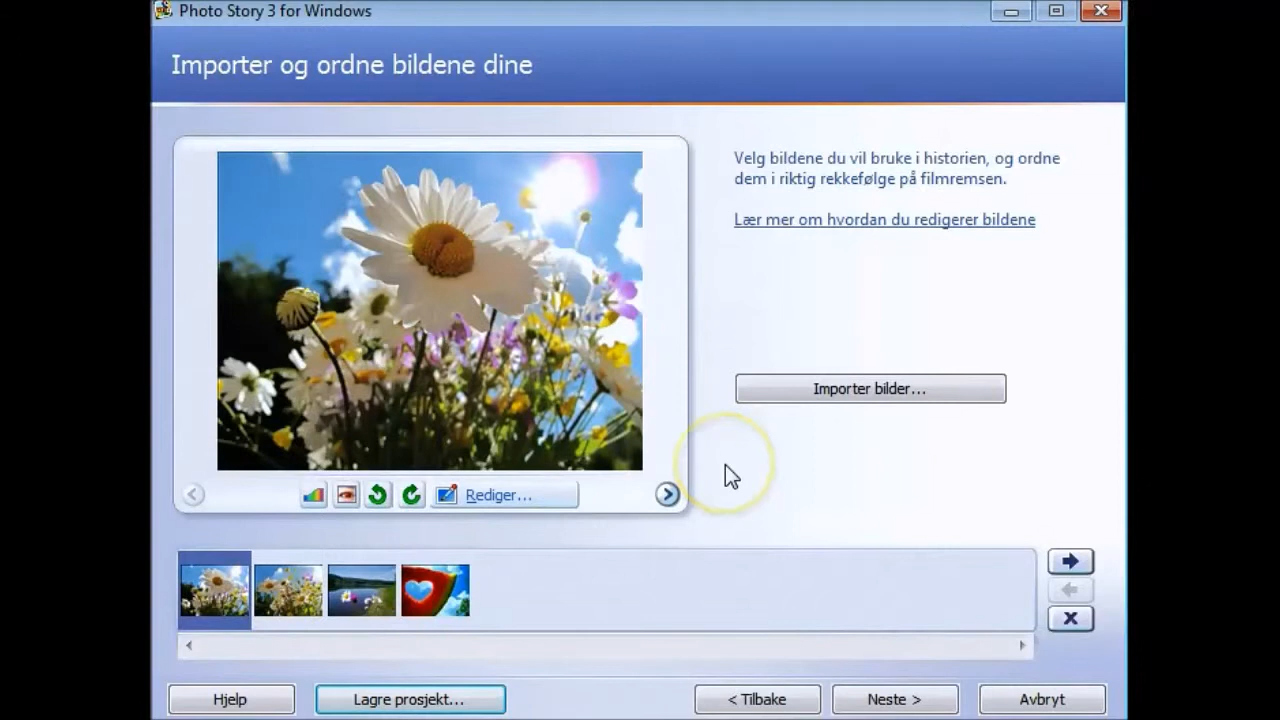 Photo Story 3 for Windows
Importer og ordne bildene dine
Velg bildene du vil bruke i historien, og ordne
dem i riktig rekkefølge på filmremsen.
Lær mer om hvordan du redigerer bildene
Importer bilder...
Rediger...
Hjelp
Lagre prosjekt...
< Tilbake
Neste >
Avbryt